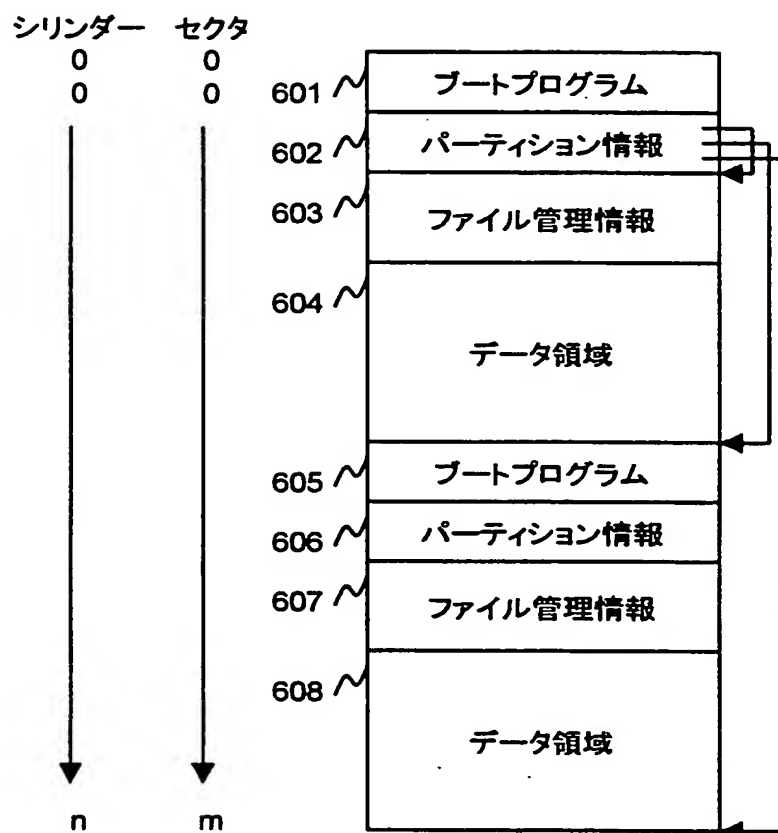 シリンダー セクタ
0 0
0 0
601 ブートプログラム
602 パーティション情報
603 ファイル管理情報
604 データ領域
605 ブートプログラム
606 パーティション情報
607 ファイル管理情報
608 データ領域
n m